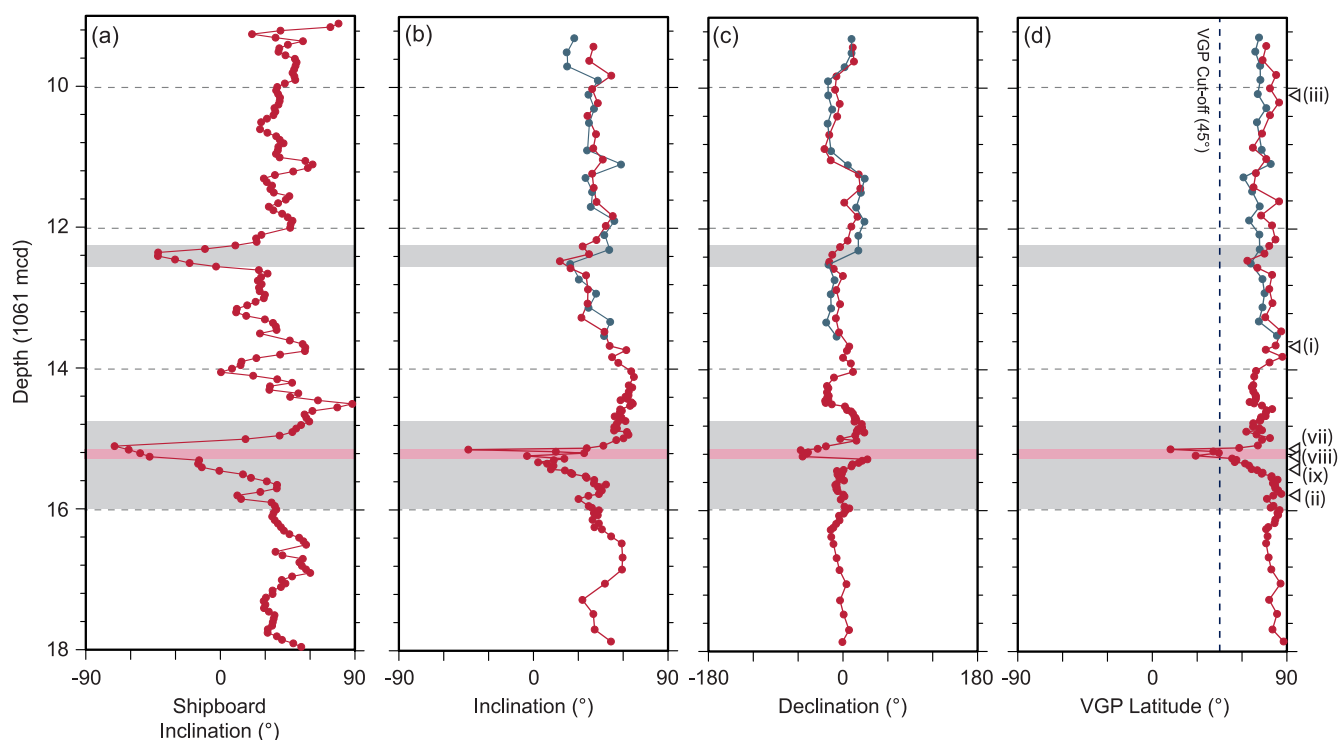 (a)
(b)
(c)
(d)
VGP Cut-off (45°)
(iii)
(i)
(vii)
(viii)
(ix)
(ii)
Depth (1061 mcd)
10
12
14
16
18
-90
0
90
-90
0
90
-180
0
180
-90
0
90
Shipboard
Inclination (°)
Inclination (°)
Declination (°)
VGP Latitude (°)